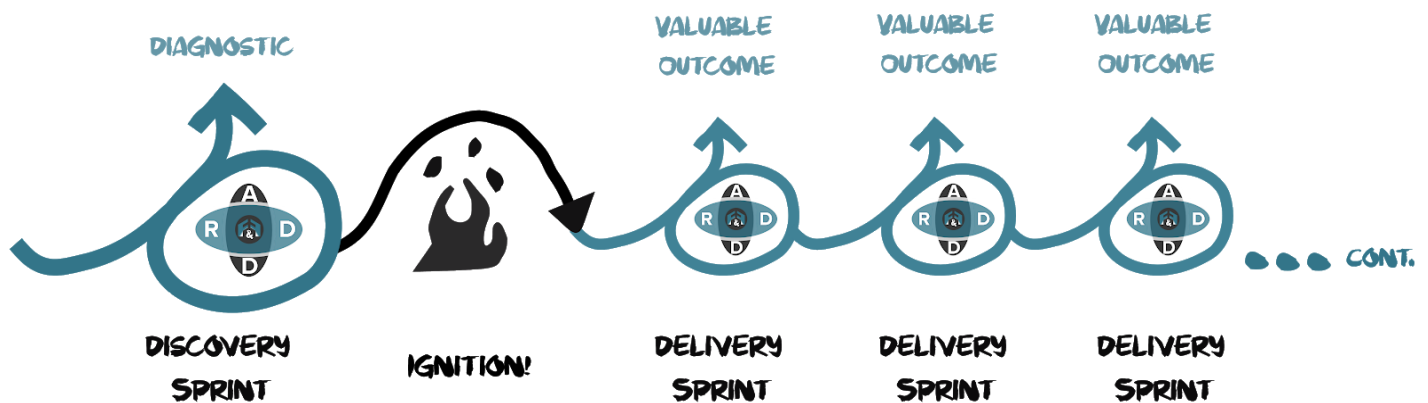 DIAGNOSTIC
VALUABLE
OUTCOME
VALUABLE
OUTCOME
VALUABLE
OUTCOME
A
R & D
D
A
R & D
D
A
R & D
D
A
R & D
D
CONT.
DISCOVERY
SPRINT
IGNITION!
DELIVERY
SPRINT
DELIVERY
SPRINT
DELIVERY
SPRINT